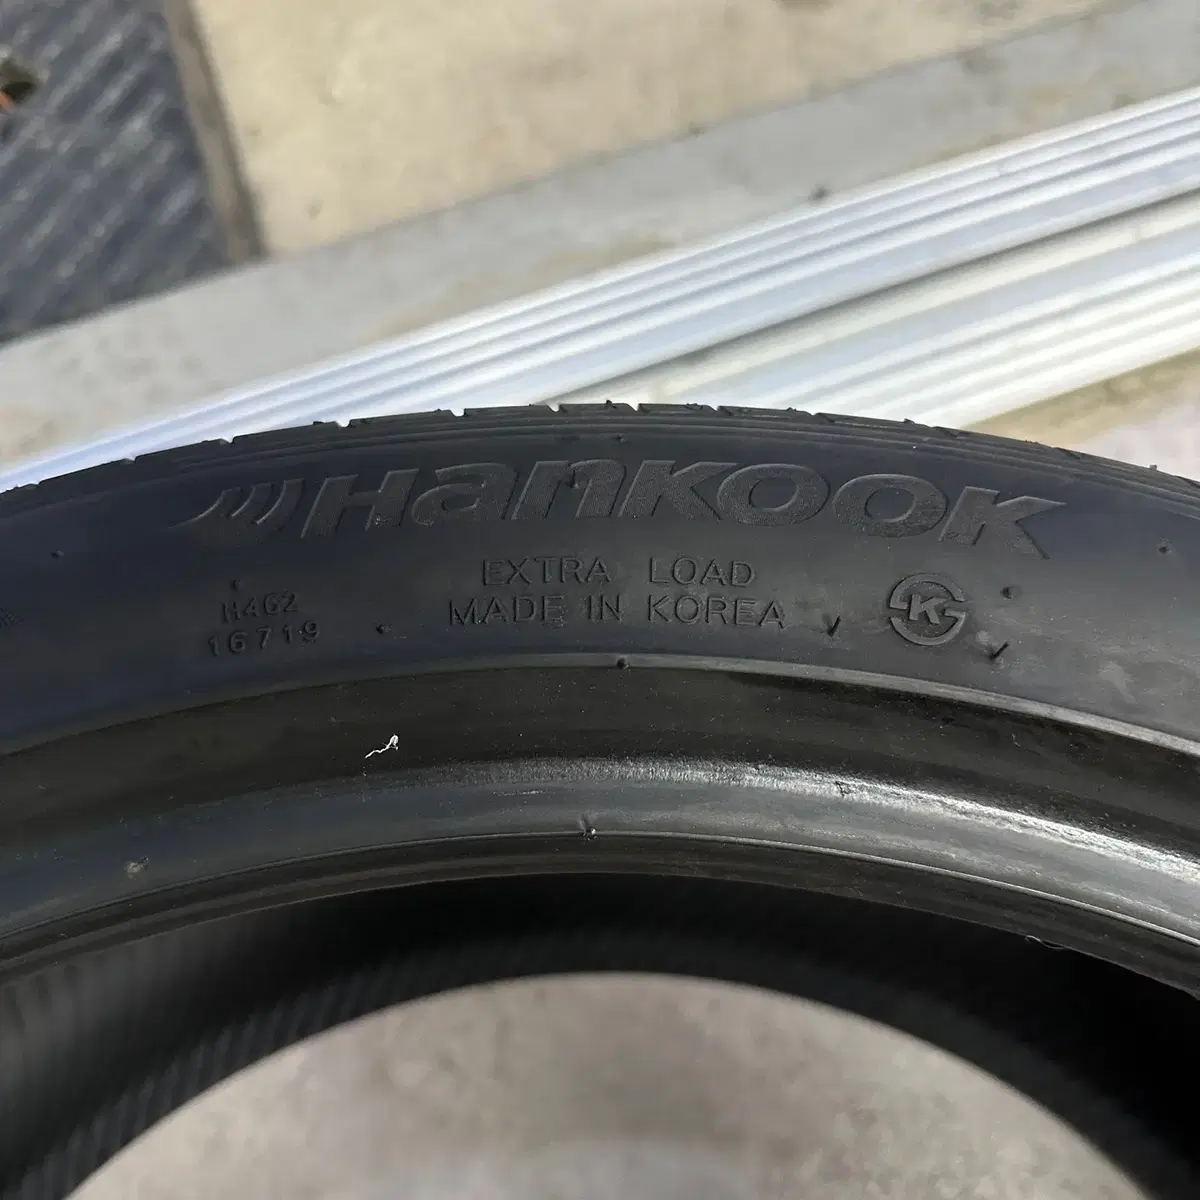 Hankook
EXTRA LOAD
MADE IN KOREA
K
H462
16719